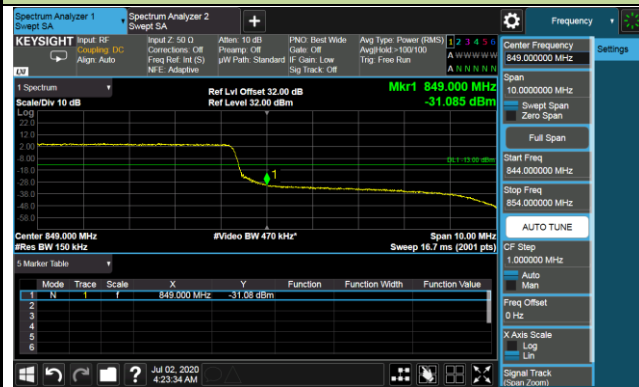 Spectrum Analyzer 1
Swept SA
Spectrum Analyzer 2
Swept SA
+
Frequency
KEYSIGHT
Input: RF
Coupling: DC
Align: Auto
Input Z: 50 Ω
Corrections: Off
Freq Ref: Int (S)
NFE: Adaptive
Atten: 10 dB
Preamp: Off
µW Path: Standard
PNO: Best Wide
Gate: Off
IF Gain: Low
Sig Track: Off
Avg Type: Power (RMS)
Avg|Hold:>100/100
Trig: Free Run
1 2 3 4 5 6
A W W W W W
A N N N N N
LXI
1 Spectrum
Scale/Div 10 dB
Ref Lvl Offset 32.00 dB
Ref Level 32.00 dBm
Mkr1 849.000 MHz
-31.085 dBm
Log
22.0
12.0
2.00
-8.00
-18.0
-28.0
-38.0
-48.0
-58.0
DL1 -13.00 dBm
1
Center 849.000 MHz
#Res BW 150 kHz
#Video BW 470 kHz*
Span 10.00 MHz
Sweep 16.7 ms (2001 pts)
5 Marker Table
Mode Trace Scale X Y Function Function Width Function Value
1 N 1 f 849.000 MHz -31.08 dBm
2
3
4
5
6
Jul 02, 2020
4:23:34 AM
Center Frequency
849.000000 MHz
Settings
Span
10.0000000 MHz
Swept Span
Zero Span
Full Span
Start Freq
844.000000 MHz
Stop Freq
854.000000 MHz
AUTO TUNE
CF Step
1.000000 MHz
Auto
Man
Freq Offset
0 Hz
X Axis Scale
Log
Lin
Signal Track
(Span Zoom)